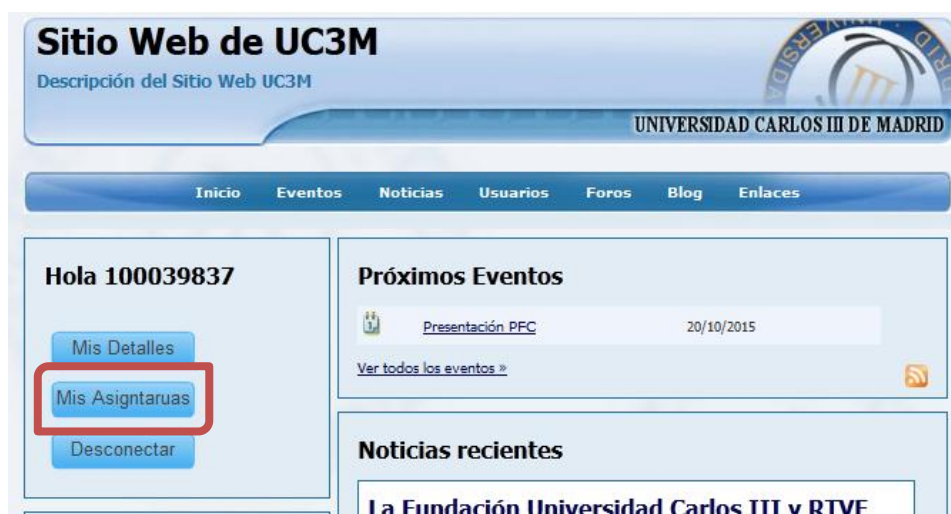 Sitio Web de UC3M
Descripción del Sitio Web UC3M
UNIVERSIDAD CARLOS III DE MADRID
Inicio Eventos Noticias Usuarios Foros Blog Enlaces
Hola 100039837
Mis Detalles
Mis Asigntaruas
Desconectar
Próximos Eventos
Presentación PFC 20/10/2015
Ver todos los eventos »
Noticias recientes
La Fundación Universidad Carlos III y RTVE